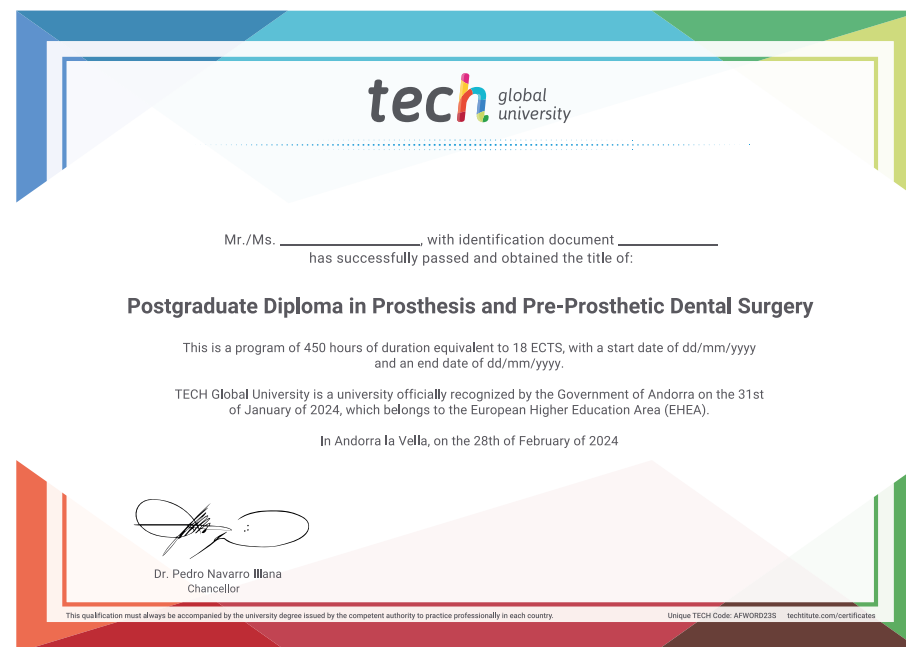 tech global
university
Mr./Ms. ____________, with identification document ____________
has successfully passed and obtained the title of:
Postgraduate Diploma in Prosthesis and Pre-Prosthetic Dental Surgery
This is a program of 450 hours of duration equivalent to 18 ECTS, with a start date of dd/mm/yyyy
and an end date of dd/mm/yyyy.
TECH Global University is a university officially recognized by the Government of Andorra on the 31st
of January of 2024, which belongs to the European Higher Education Area (EHEA).
In Andorra la Vella, on the 28th of February of 2024
Dr. Pedro Navarro Illana
Chancellor
This qualification must always be accompanied by the university degree issued by the competent authority to practice professionally in each country.
Unique TECH Code: AFWORD23S techtitute.com/certificates